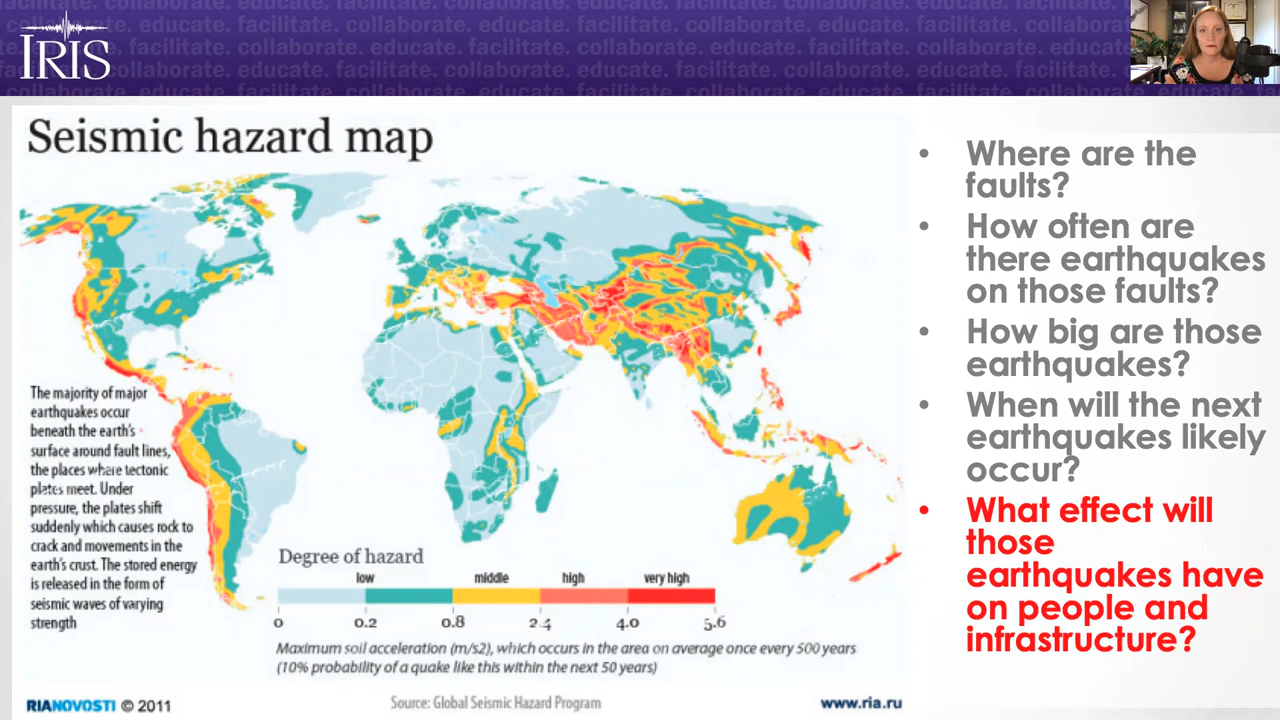 educate. facilitate. collaborate. educate. facilitate. collaborate.
IRIS
Seismic hazard map
The majority of major
earthquakes occur
beneath the earth's
surface around fault lines,
the places where tectonic
plates meet. Under
pressure, the plates shift
suddenly which causes rock to
crack and movements in the
earth's crust. The stored energy
is released in the form of
seismic waves of varying
strength
Degree of hazard
low middle high very high
0 0.2 0.8 2.4 4.0 5.6
Maximum soil acceleration (m/s2), which occurs in the area on average once every 500 years
(10% probability of a quake like this within the next 50 years)
RIANOVOSTI © 2011
Source: Global Seismic Hazard Program
www.ria.ru
• Where are the
faults?
• How often are
there earthquakes
on those faults?
• How big are those
earthquakes?
• When will the next
earthquakes likely
occur?
• What effect will
those
earthquakes have
on people and
infrastructure?